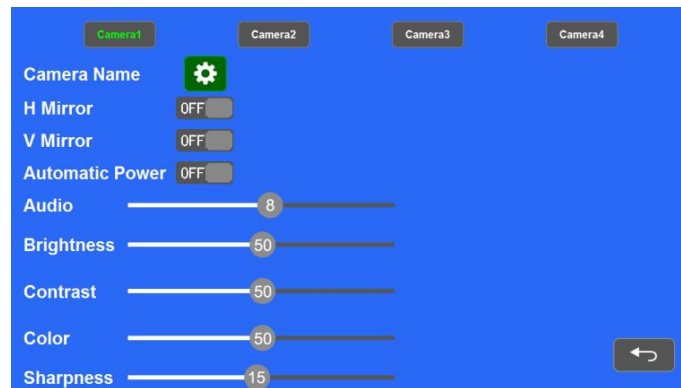 Camera1 Camera2 Camera3 Camera4
Camera Name
H Mirror OFF
V Mirror OFF
Automatic Power OFF
Audio 8
Brightness 50
Contrast 50
Color 50
Sharpness 15